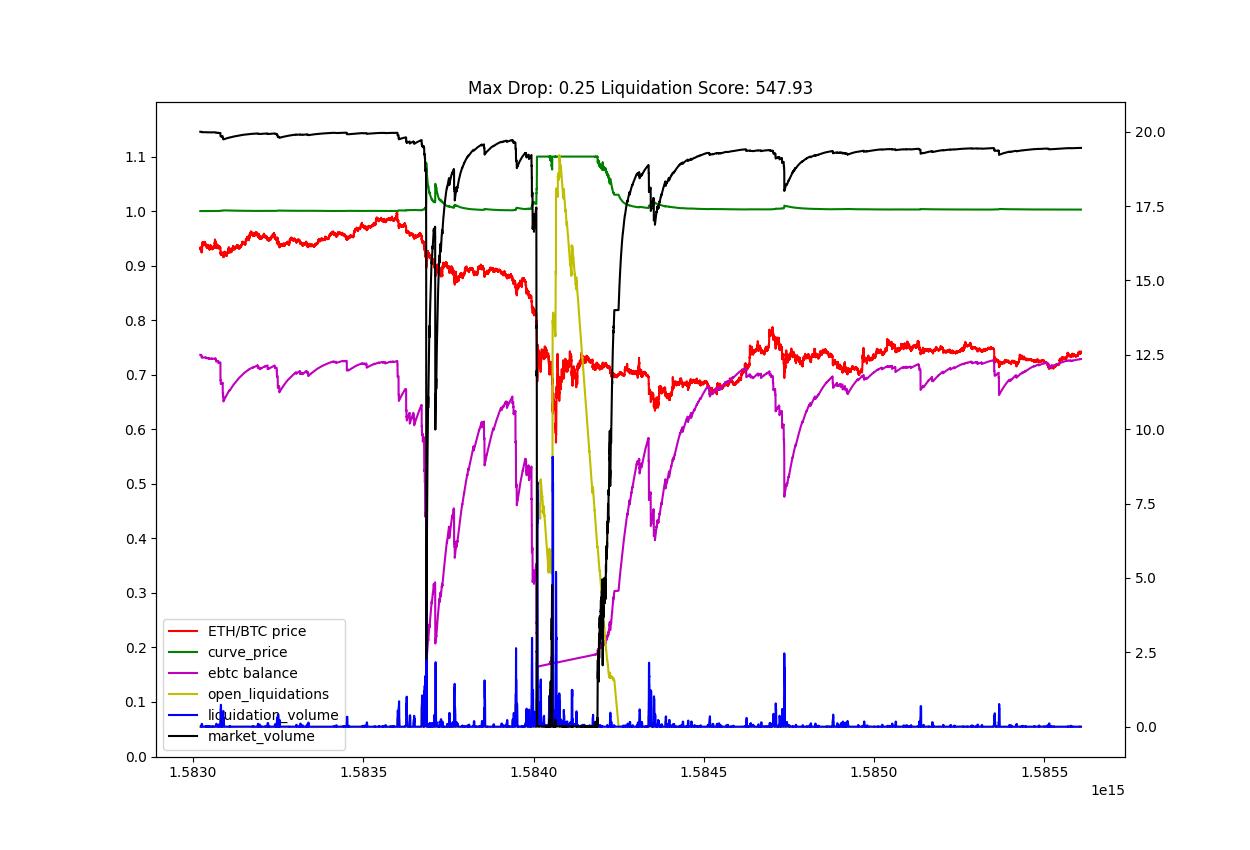 Max Drop: 0.25 Liquidation Score: 547.93
1.1
1.0
0.9
0.8
0.7
0.6
0.5
0.4
0.3
0.2
0.1
0.0
20.0
17.5
15.0
12.5
10.0
7.5
5.0
2.5
0.0
ETH/BTC price
curve_price
ebtc balance
open_liquidations
liquidation_volume
market_volume
1.5830 1.5835 1.5840 1.5845 1.5850 1.5855
1e15